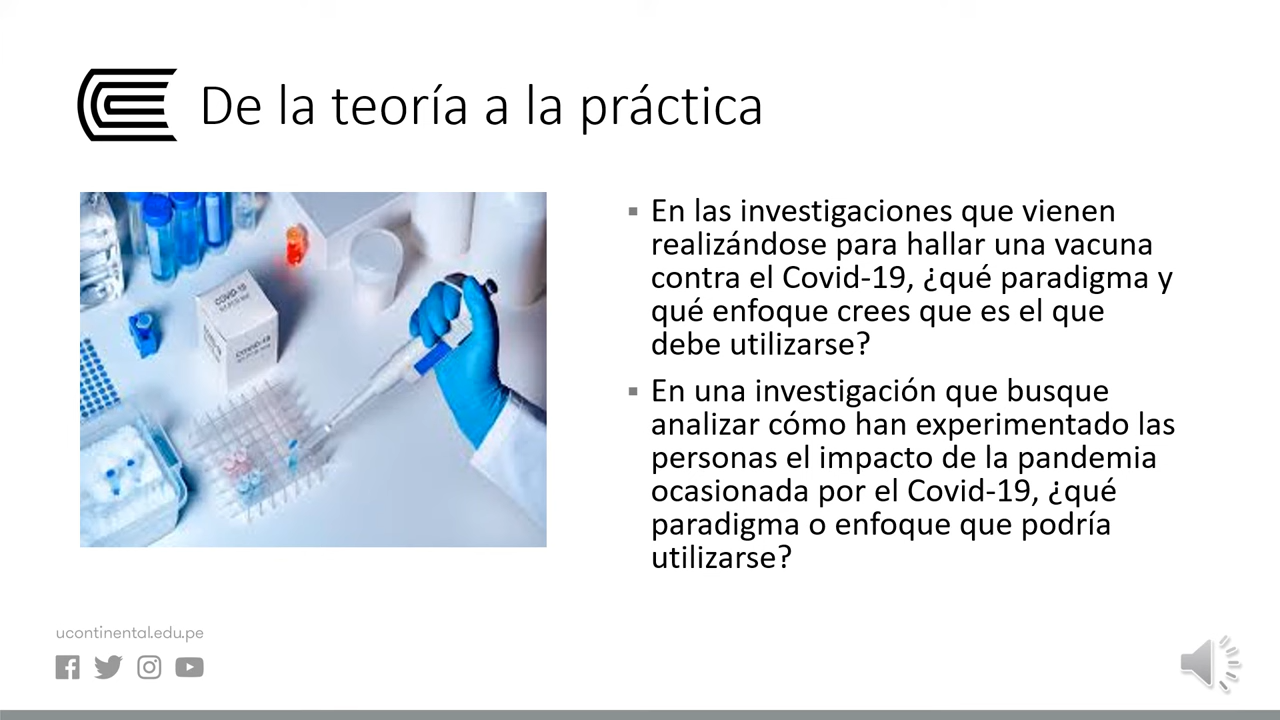 De la teoría a la práctica
En las investigaciones que vienen
realizándose para hallar una vacuna
contra el Covid-19, ¿qué paradigma y
qué enfoque crees que es el que
debe utilizarse?
En una investigación que busque
analizar cómo han experimentado las
personas el impacto de la pandemia
ocasionada por el Covid-19, ¿qué
paradigma o enfoque que podría
utilizarse?
COVID-19
COVID-19
ucontinental.edu.pe